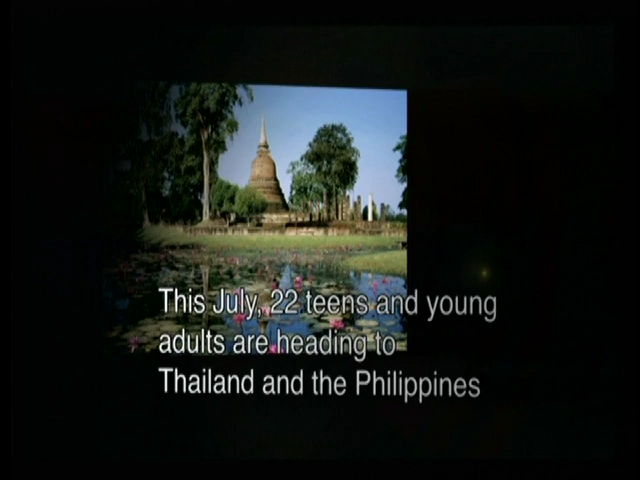 This July, 22 teens and young
adults are heading to
Thailand and the Philippines